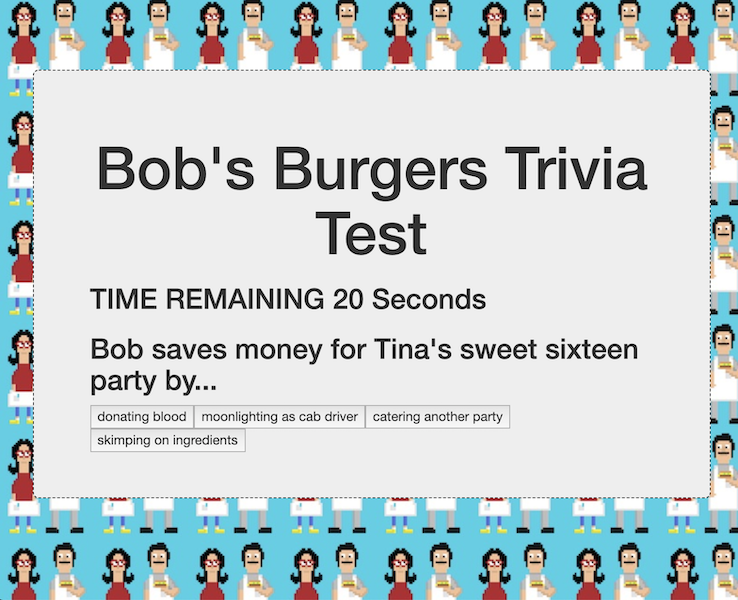 Bob's Burgers Trivia
Test
TIME REMAINING 20 Seconds
Bob saves money for Tina's sweet sixteen
party by...
donating blood moonlighting as cab driver catering another party
skimping on ingredients